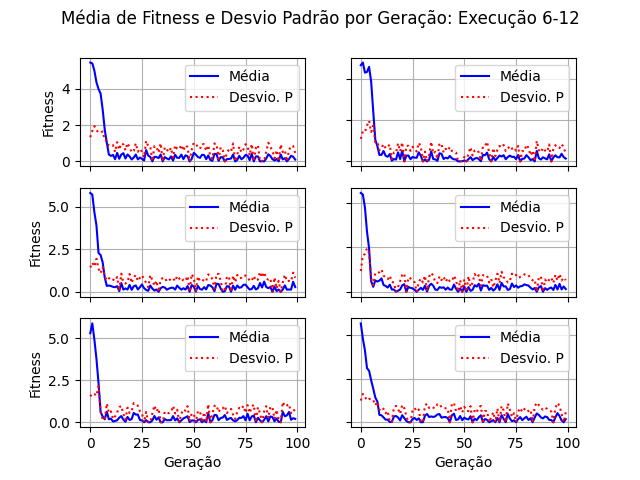 Média de Fitness e Desvio Padrão por Geração: Execução 6-12
4
2
0
Fitness
Média
Desvio. P
Média
Desvio. P
5.0
2.5
0.0
Fitness
Média
Desvio. P
Média
Desvio. P
5.0
2.5
0.0
Fitness
Média
Desvio. P
Média
Desvio. P
0 25 50 75 100
0 25 50 75 100
Geração
Geração